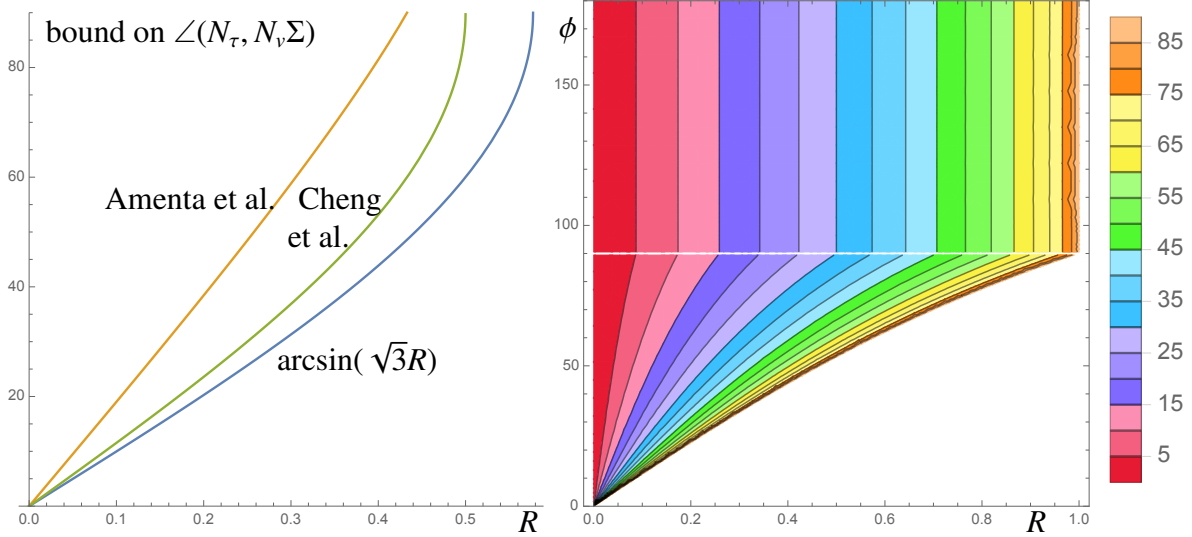 bound on ∠(N_τ, N_vΣ)
80
60
40
20
Amenta et al.
Cheng
et al.
arcsin( √3R)
0.0 0.1 0.2 0.3 0.4 0.5 R
ϕ
150
100
50
0
0.0 0.2 0.4 0.6 0.8 R 1.0
85
75
65
55
45
35
25
15
5